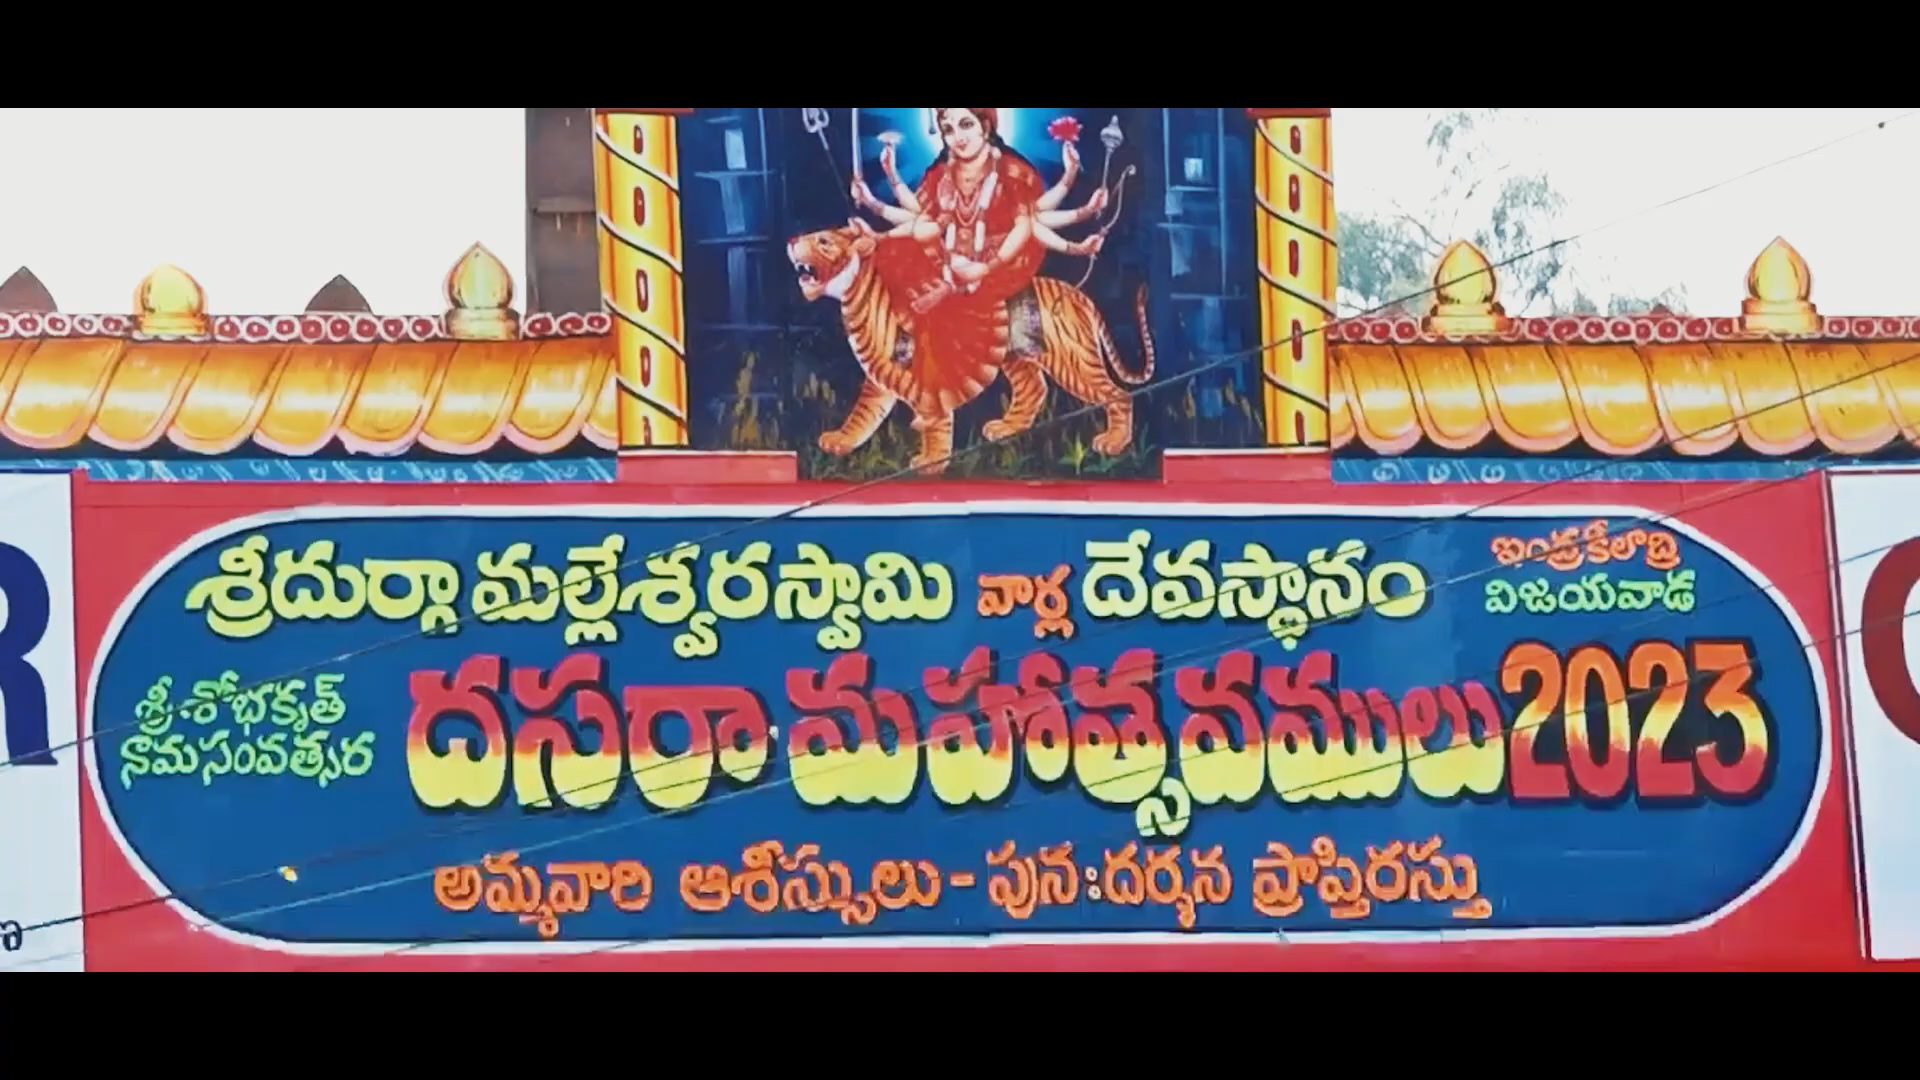 శ్రీదుర్గా మల్లేశ్వరస్వామి వార్ల దేవస్థానం
ఇంద్రకీలాద్రి
విజయవాడ
శ్రీ శోభకృత్
నామసంవత్సర
దసరా మహోత్సవములు 2023
అమ్మవారి ఆశీస్సులు - పునఃదర్శన ప్రాప్తిరస్తు